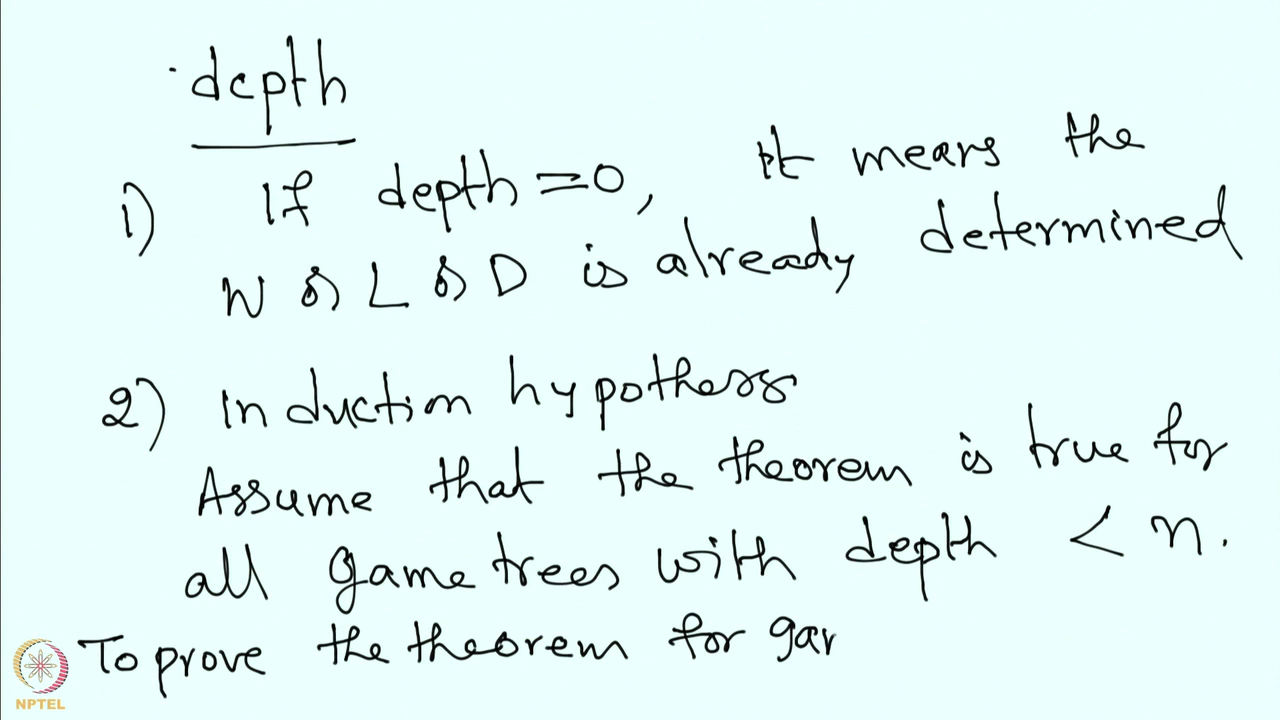 depth
1) If depth = 0, it means the
W or L or D is already determined
2) Induction hypothesis
Assume that the theorem is true for
all game trees with depth < n.
To prove the theorem for gam
NPTEL